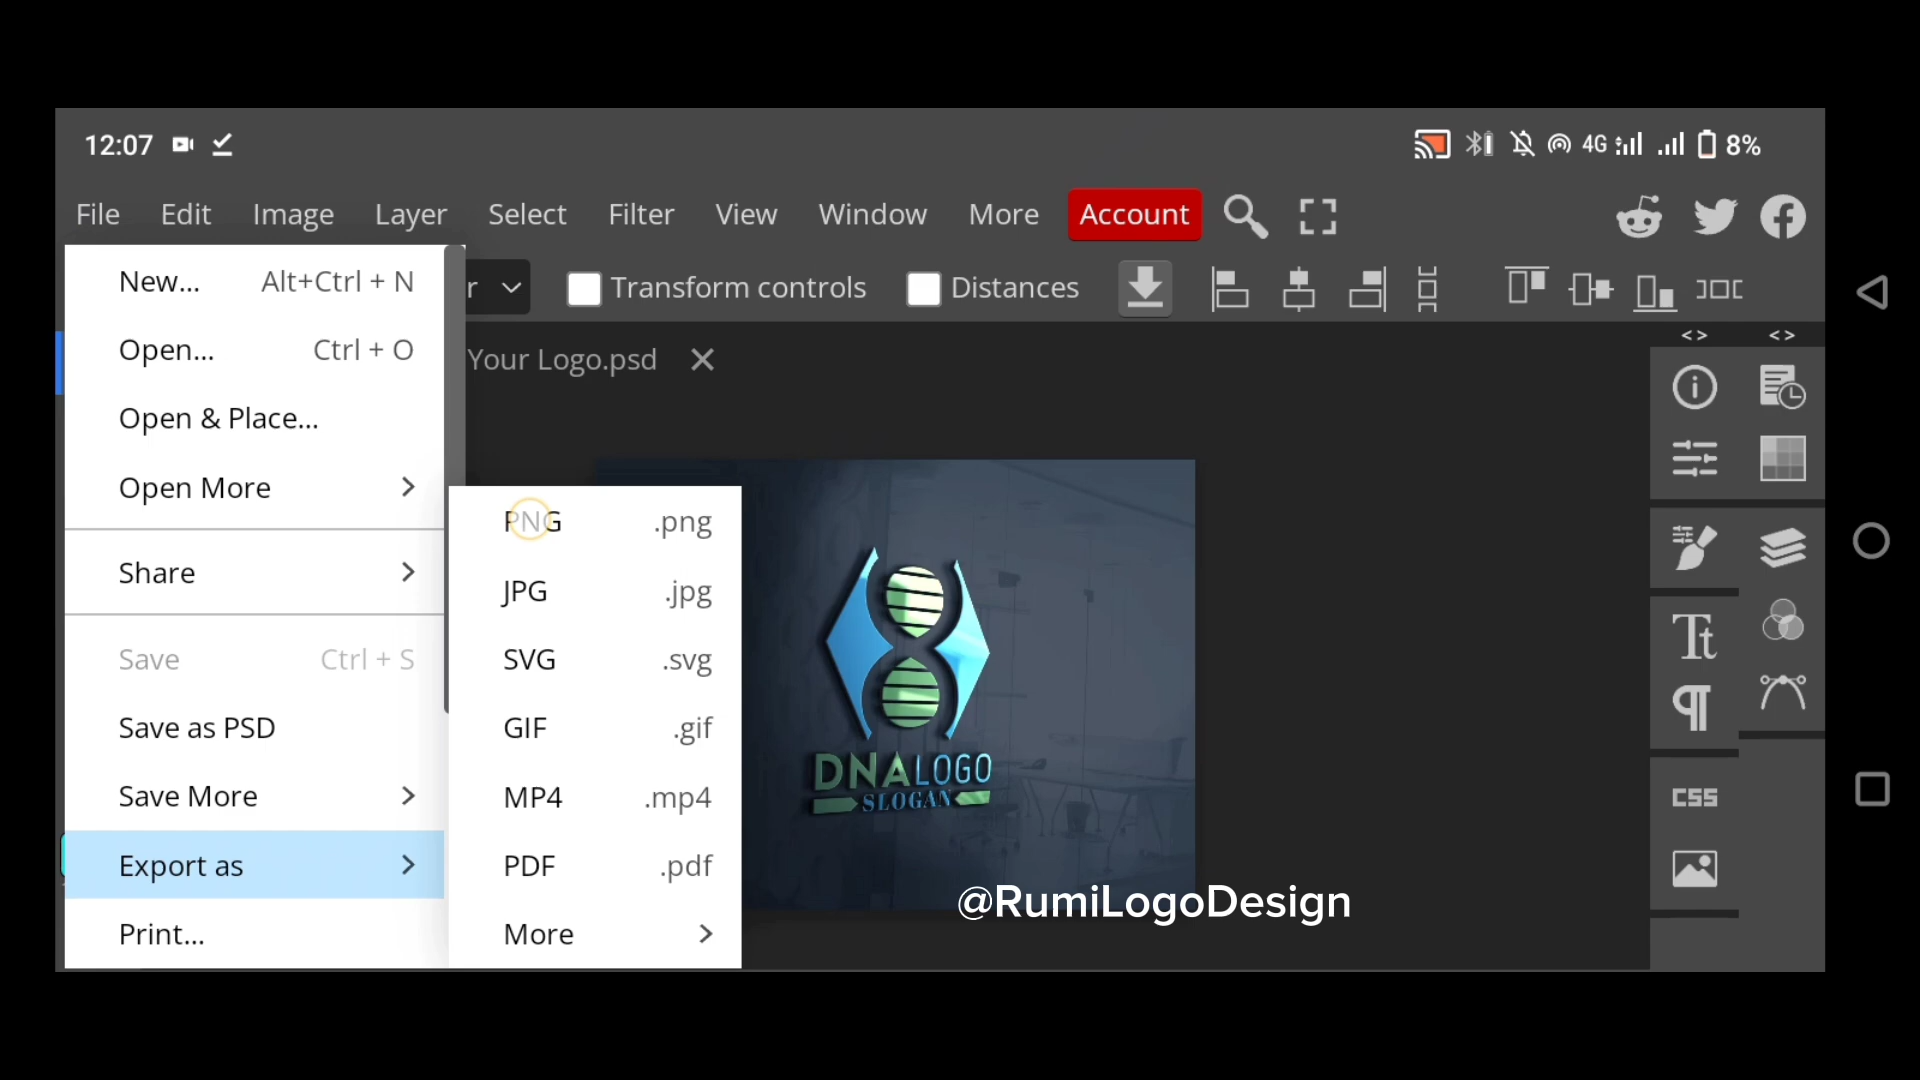 12:07
4G
8%
File Edit Image Layer Select Filter View Window More Account
New... Alt+Ctrl + N
r
Transform controls
Distances
Open... Ctrl + O
Your Logo.psd
Open & Place...
Open More
Share
Save Ctrl + S
Save as PSD
Save More
Export as
Print...
PNG .png
JPG .jpg
SVG .svg
GIF .gif
MP4 .mp4
PDF .pdf
More
DNALOGO
SLOGAN
@RumiLogoDesign
Tt
CSS